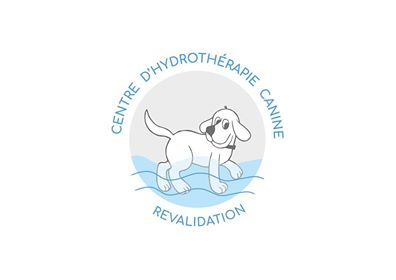 CENTRE D'HYDROTHÉRAPIE CANINE
REVALIDATION